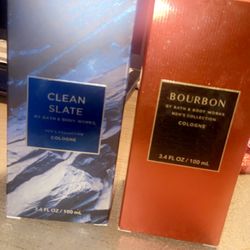 CLEAN
SLATE
BY BATH & BODY WORKS
MEN'S COLLECTION
COLOGNE
3.4 FL OZ / 100 mL
BOURBON
BY BATH & BODY WORKS
MEN'S COLLECTION
COLOGNE
3.4 FL OZ / 100 mL